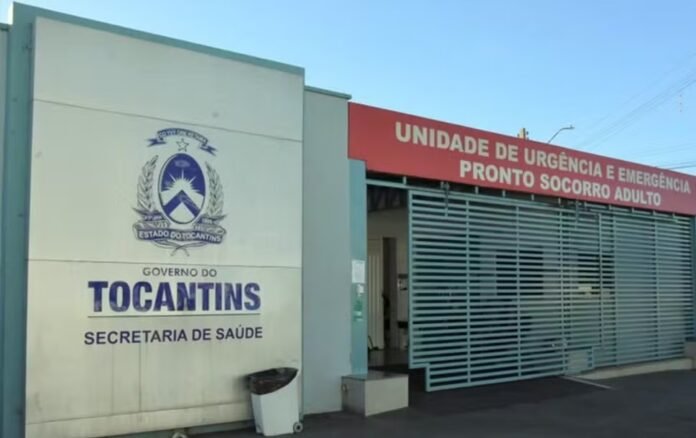 ESTADO DO TOCANTINS
GOVERNO DO
TOCANTINS
SECRETARIA DE SAÚDE
UNIDADE DE URGÊNCIA E EMERGÊNCIA
PRONTO SOCORRO ADULTO